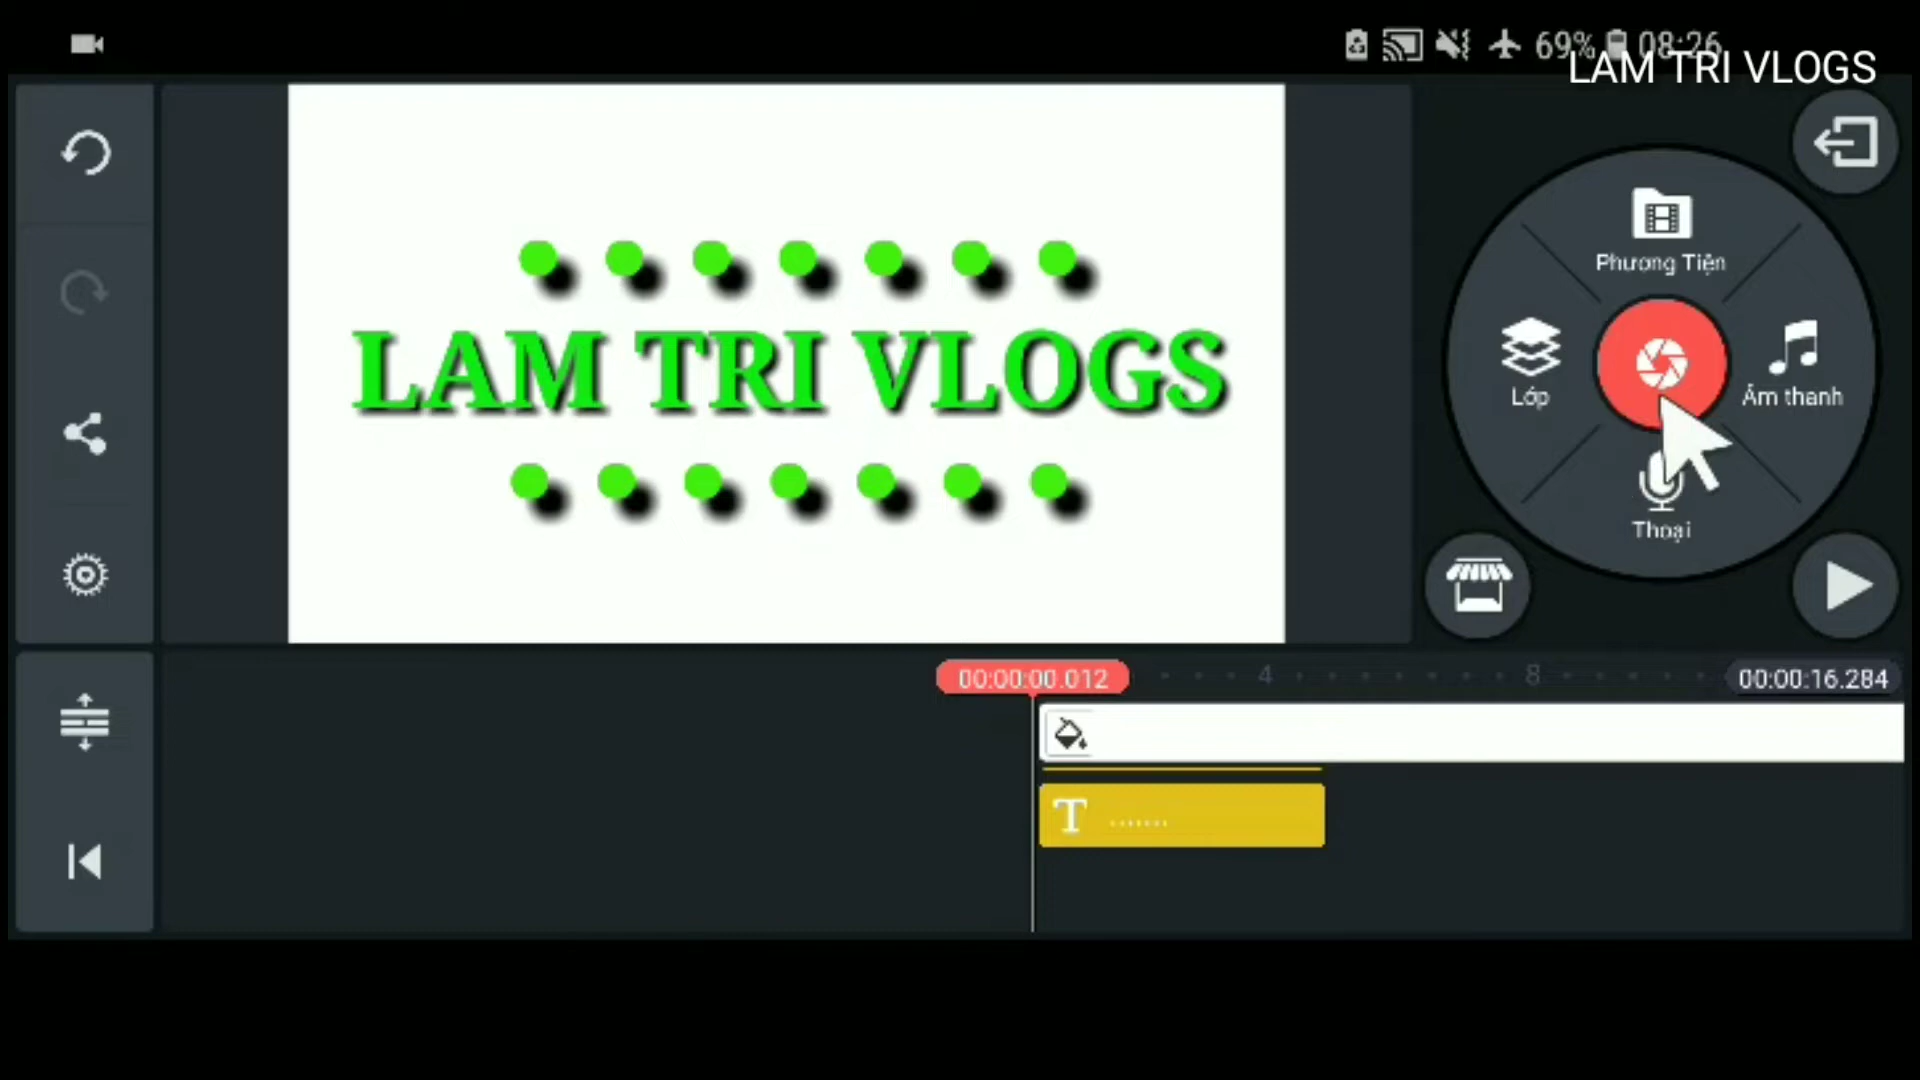 69% 08:26
LAM TRI VLOGS
Phương Tiện
LAM TRI VLOGS
Lớp
Âm thanh
Thoại
00:00:00.012
4
8
00:00:16.284
T .......